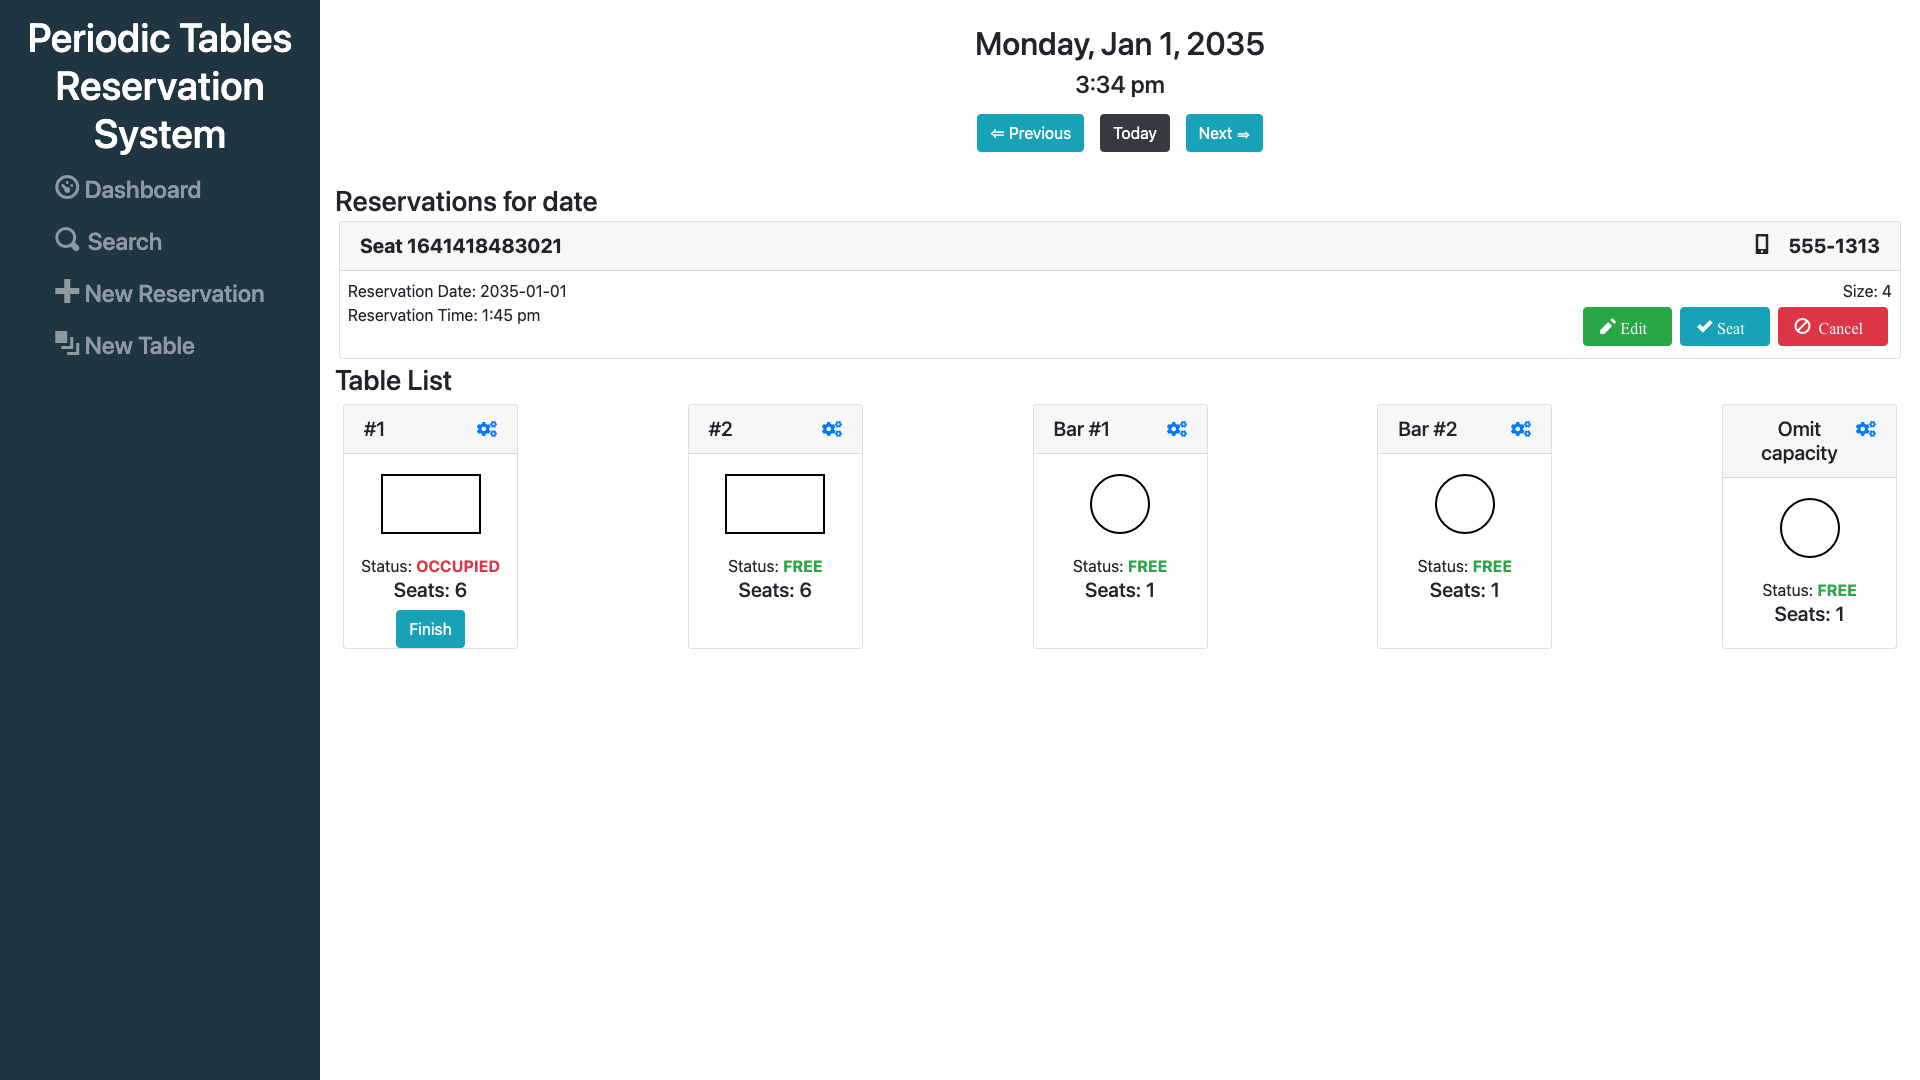 Periodic Tables
Reservation
System
Dashboard
Search
New Reservation
New Table
Monday, Jan 1, 2035
3:34 pm
⇐ Previous
Today
Next ⇒
Reservations for date
Seat 1641418483021
555-1313
Reservation Date: 2035-01-01
Size: 4
Reservation Time: 1:45 pm
Edit
Seat
Cancel
Table List
#1
Status: OCCUPIED
Seats: 6
Finish
#2
Status: FREE
Seats: 6
Bar #1
Status: FREE
Seats: 1
Bar #2
Status: FREE
Seats: 1
Omit
capacity
Status: FREE
Seats: 1